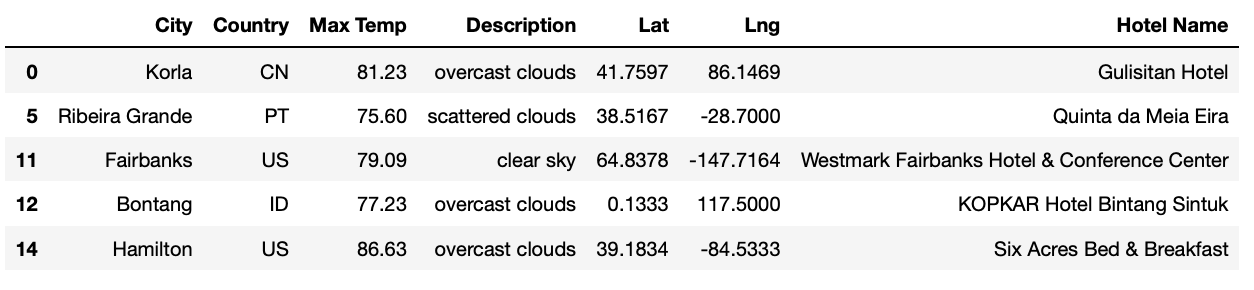 City Country Max Temp Description Lat Lng Hotel Name
0 Korla CN 81.23 overcast clouds 41.7597 86.1469 Gulisitan Hotel
5 Ribeira Grande PT 75.60 scattered clouds 38.5167 -28.7000 Quinta da Meia Eira
11 Fairbanks US 79.09 clear sky 64.8378 -147.7164 Westmark Fairbanks Hotel & Conference Center
12 Bontang ID 77.23 overcast clouds 0.1333 117.5000 KOPKAR Hotel Bintang Sintuk
14 Hamilton US 86.63 overcast clouds 39.1834 -84.5333 Six Acres Bed & Breakfast